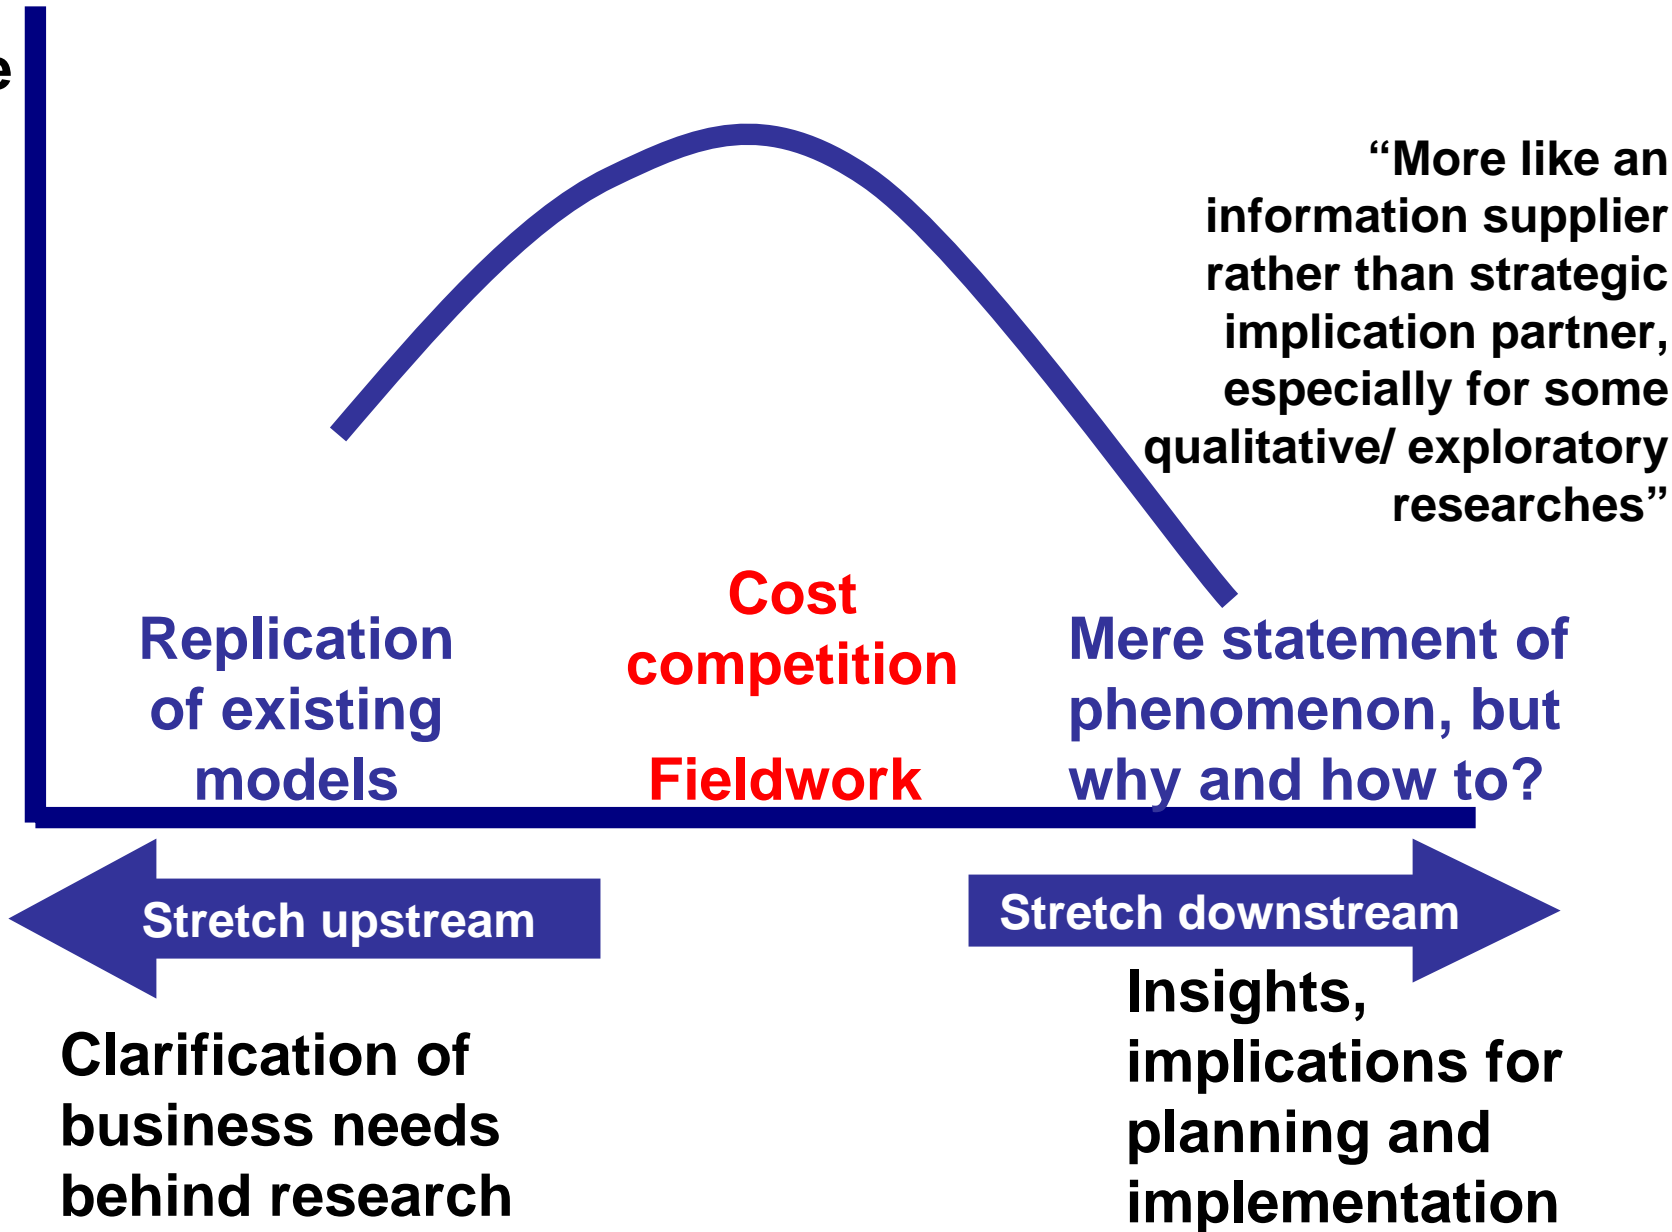 e
“More like an
information supplier
rather than strategic
implication partner,
especially for some
qualitative/ exploratory
researches”
Replication
of existing
models
Cost
competition
Fieldwork
Mere statement of
phenomenon, but
why and how to?
Stretch upstream
Stretch downstream
Clarification of
business needs
behind research
Insights,
implications for
planning and
implementation